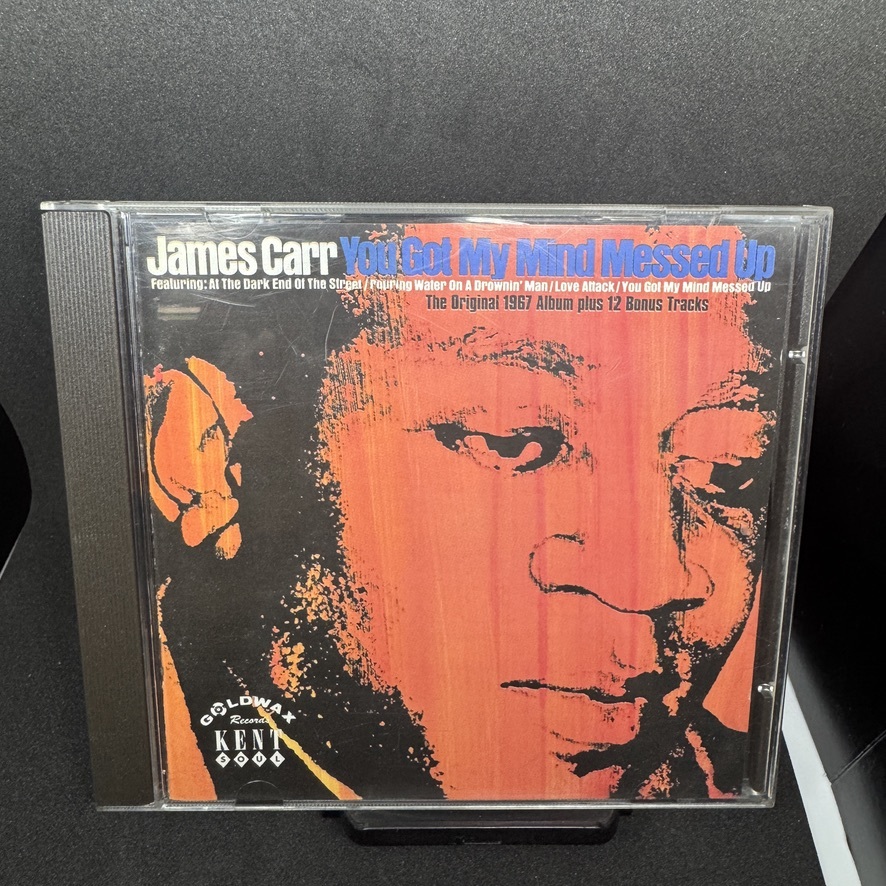 James Carr You Got My Mind Messed Up
Featuring: At The Dark End Of The Street / Pouring Water On A Drownin' Man / Love Attack / You Got My Mind Messed Up
The Original 1967 Album plus 12 Bonus Tracks
GOLDWAX
Records
KENT
SOUL